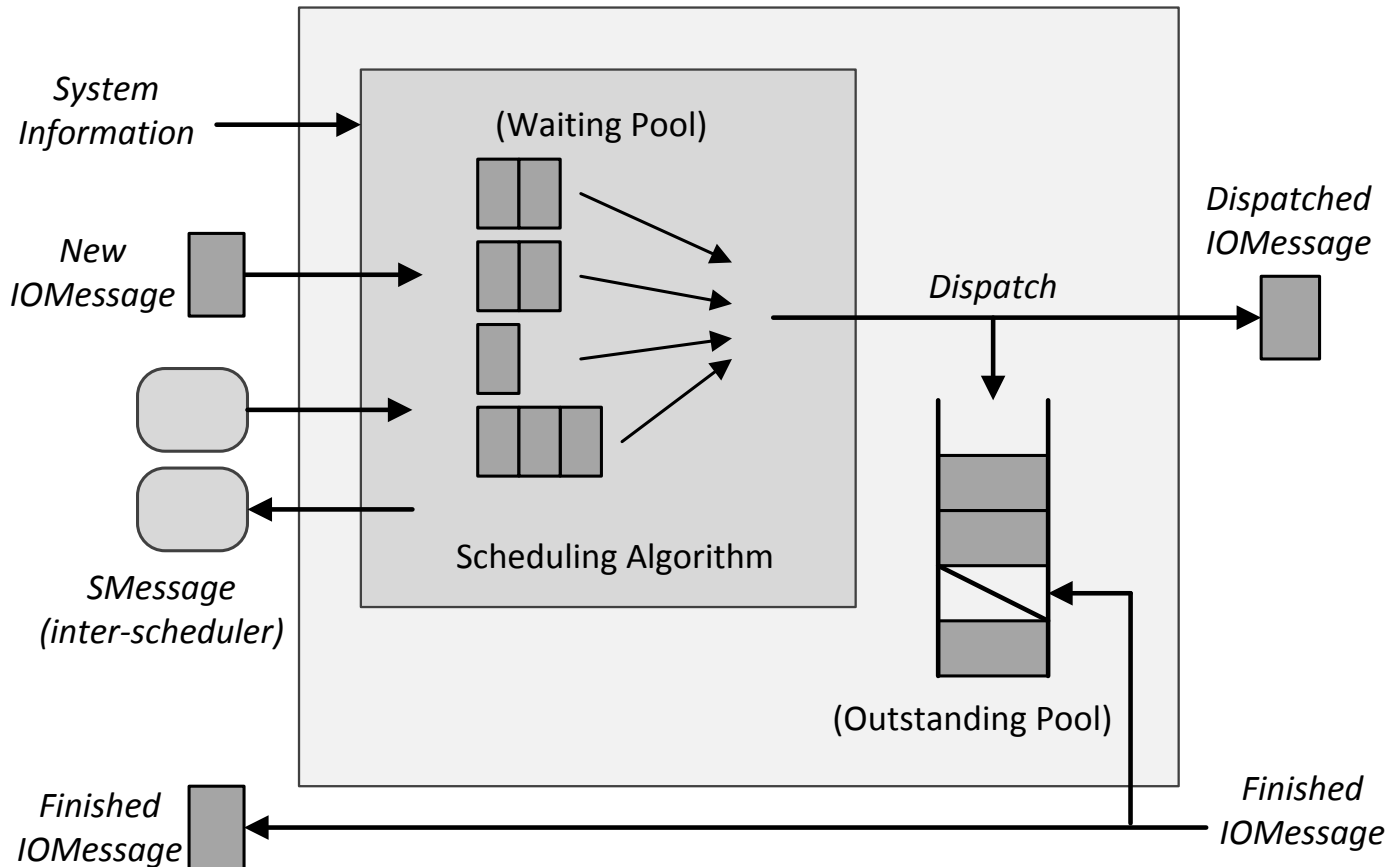 System
Information
(Waiting Pool)
New
IOMessage
Dispatched
IOMessage
Dispatch
SMessage
(inter-scheduler)
Scheduling Algorithm
(Outstanding Pool)
Finished
IOMessage
Finished
IOMessage